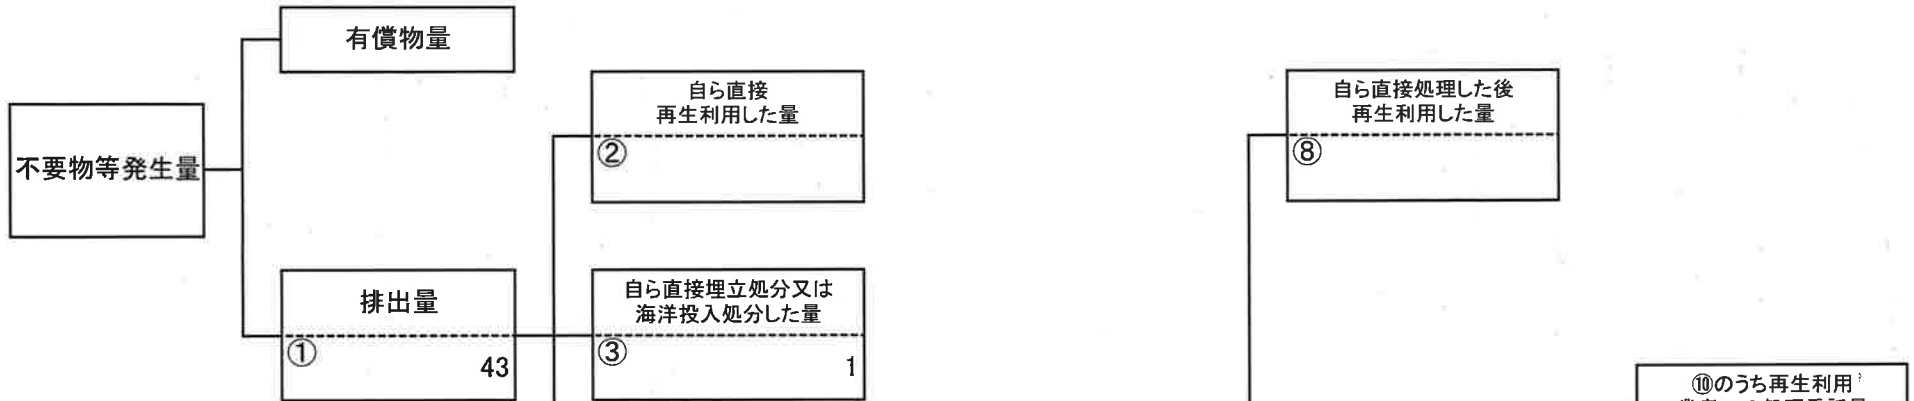 有償物量
自ら直接
再生利用した量
②
自ら直接処理した後
再生利用した量
⑧
不要物等発生量
排出量
①
43
自ら直接埋立処分又は
海洋投入処分した量
③
1
⑩のうち再生利用